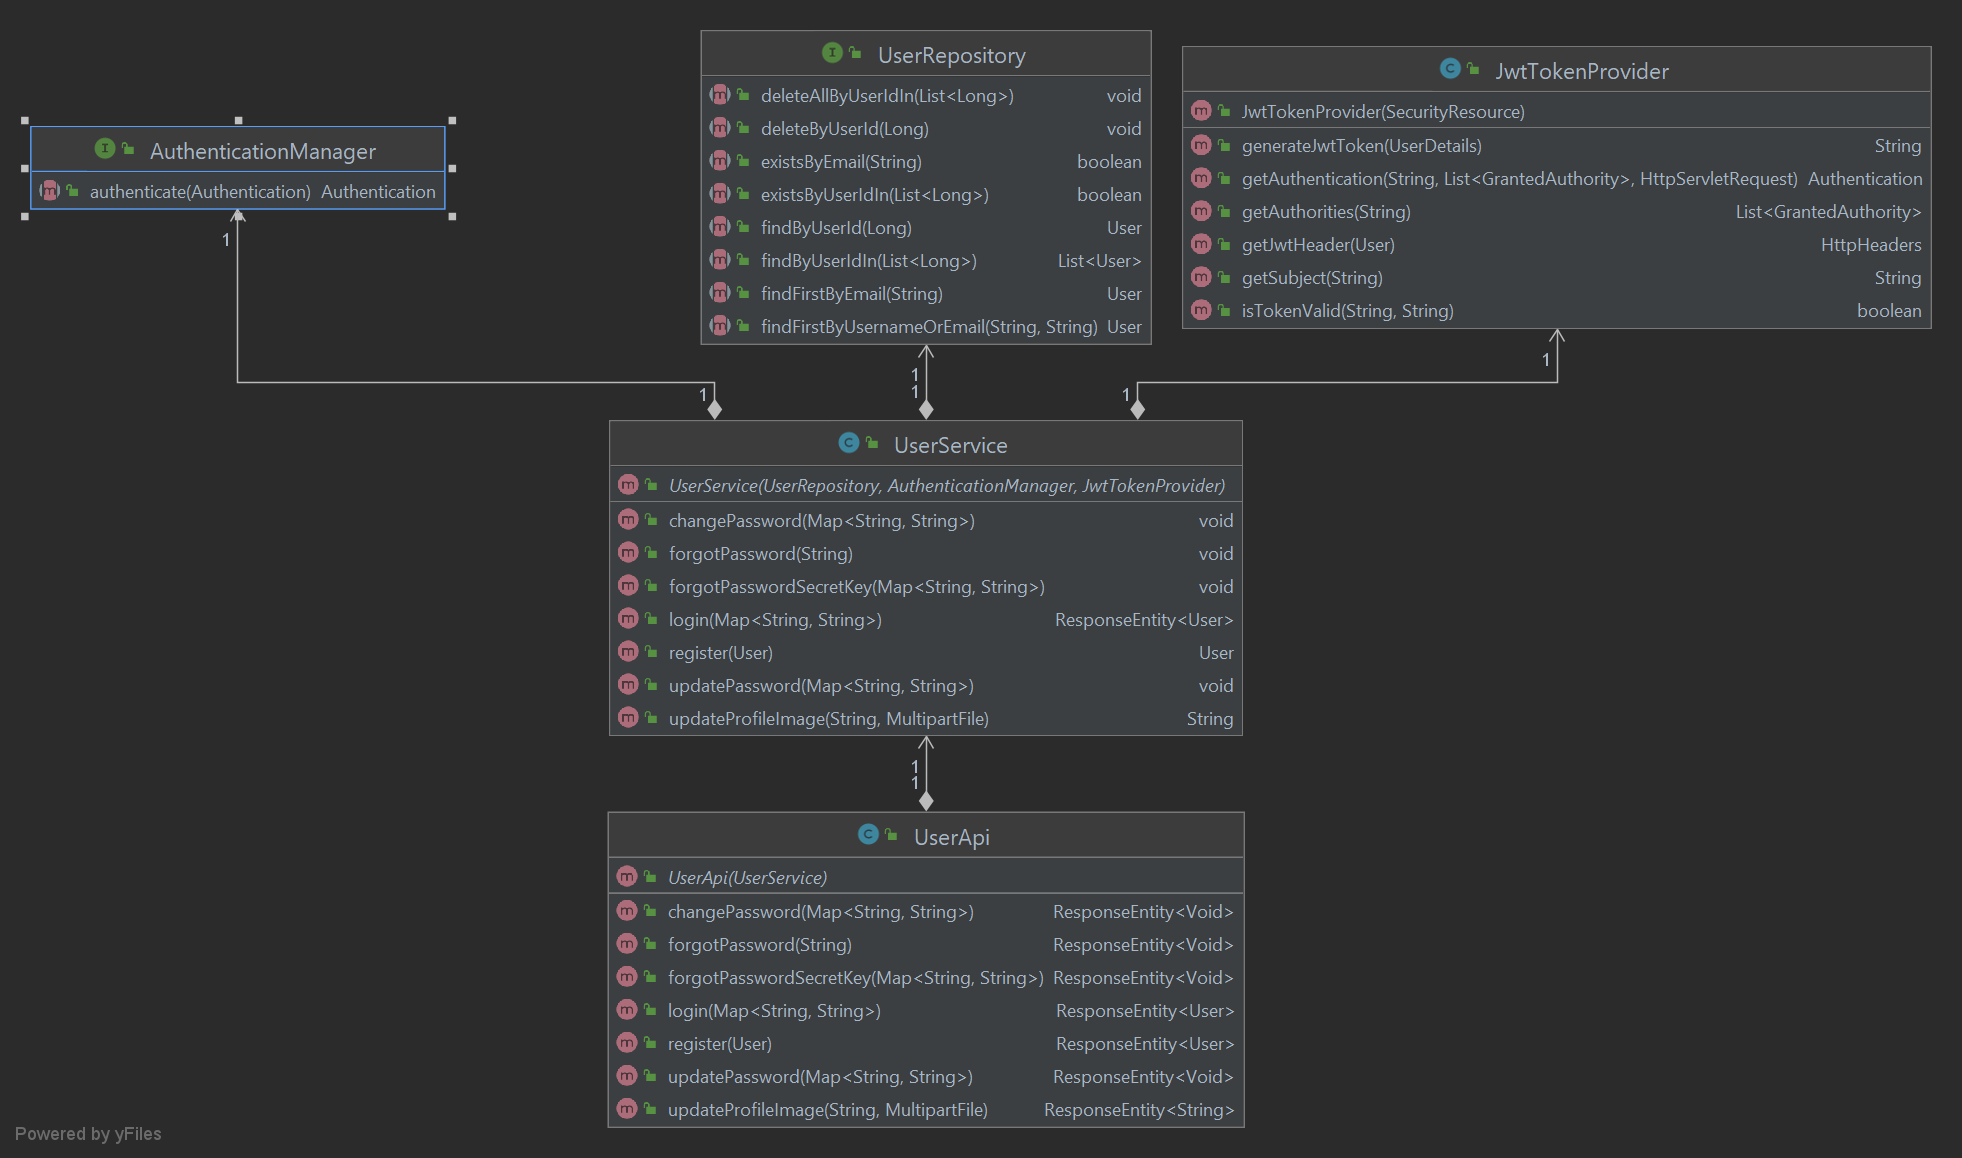 UserRepository
deleteAllByUserIdIn(List<Long>) void
deleteByUserId(Long) void
existsByEmail(String) boolean
existsByUserIdIn(List<Long>) boolean
findByUserId(Long) User
findByUserIdIn(List<Long>) List<User>
findFirstByEmail(String) User
findFirstByUsernameOrEmail(String, String) User
JwtTokenProvider
JwtTokenProvider(SecurityResource)
generateJwtToken(UserDetails) String
getAuthentication(String, List<GrantedAuthority>, HttpServletRequest) Authentication
getAuthorities(String) List<GrantedAuthority>
getJwtHeader(User) HttpHeaders
getSubject(String) String
isTokenValid(String, String) boolean
AuthenticationManager
authenticate(Authentication) Authentication
1
1
1
1
1
1
UserService
UserService(UserRepository, AuthenticationManager, JwtTokenProvider)
changePassword(Map<String, String>) void
forgotPassword(String) void
forgotPasswordSecretKey(Map<String, String>) void
login(Map<String, String>) ResponseEntity<User>
register(User) User
updatePassword(Map<String, String>) void
updateProfileImage(String, MultipartFile) String
1
1
UserApi
UserApi(UserService)
changePassword(Map<String, String>) ResponseEntity<Void>
forgotPassword(String) ResponseEntity<Void>
forgotPasswordSecretKey(Map<String, String>) ResponseEntity<Void>
login(Map<String, String>) ResponseEntity<User>
register(User) ResponseEntity<User>
updatePassword(Map<String, String>) ResponseEntity<Void>
updateProfileImage(String, MultipartFile) ResponseEntity<String>
Powered by yFiles